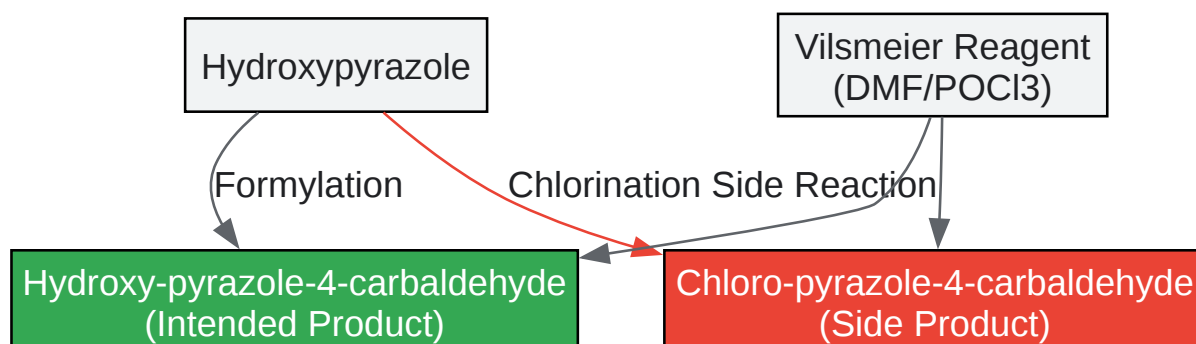 Hydroxypyrazole
Vilsmeier Reagent
(DMF/POCl3)
Formylation
Chlorination Side Reaction
Hydroxy-pyrazole-4-carbaldehyde
(Intended Product)
Chloro-pyrazole-4-carbaldehyde
(Side Product)